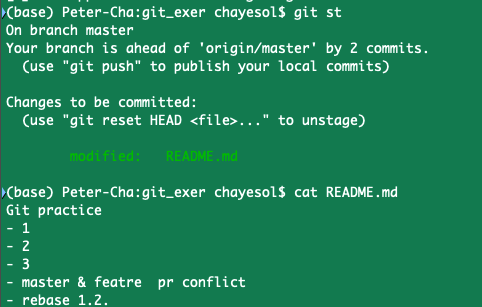 (base) Peter-Cha:git_exer chayesol$ git st
On branch master
Your branch is ahead of 'origin/master' by 2 commits.
  (use "git push" to publish your local commits)
Changes to be committed:
  (use "git reset HEAD <file>..." to unstage)
        modified:   README.md
(base) Peter-Cha:git_exer chayesol$ cat README.md
Git practice
- 1
- 2
- 3
- master & featre  pr conflict
- rebase 1.2.